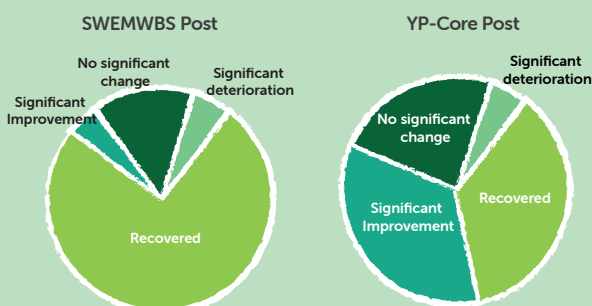 SWEMWBS Post
No significant
change
Significant
deterioration
Significant
Improvement
Recovered
YP-Core Post
Significant
deterioration
No significant
change
Significant
Improvement
Recovered